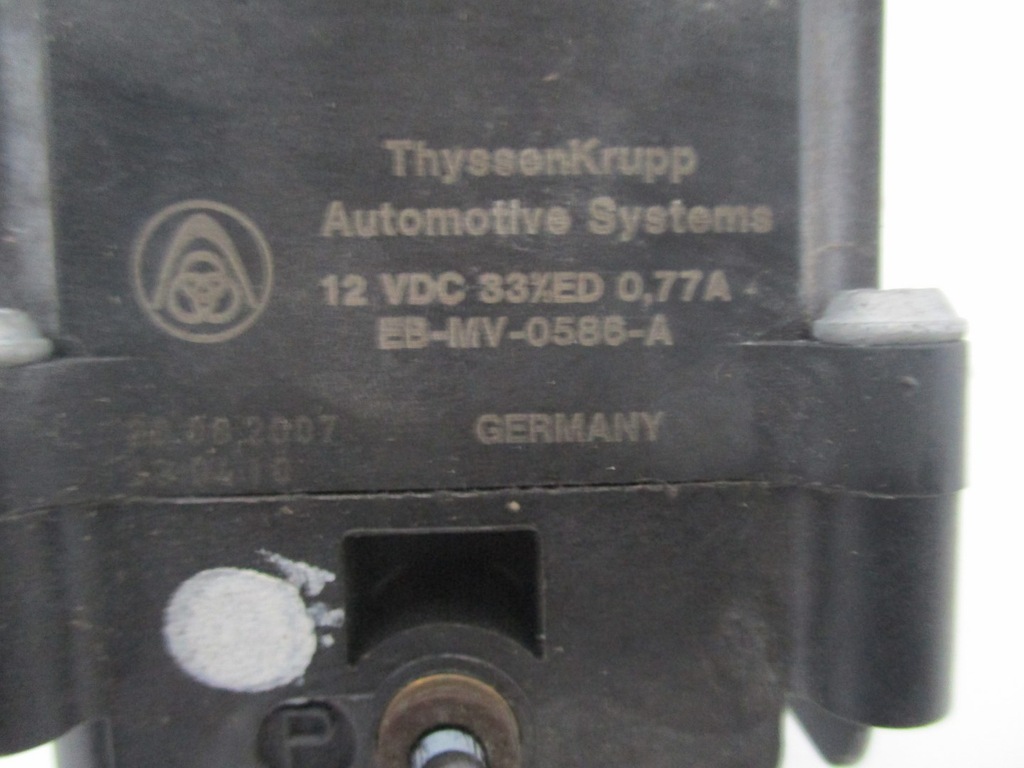 ThyssenKrupp
Automotive Systems
12 VDC 33%ED 0,77A
EB-MV-0586-A
GERMANY
P